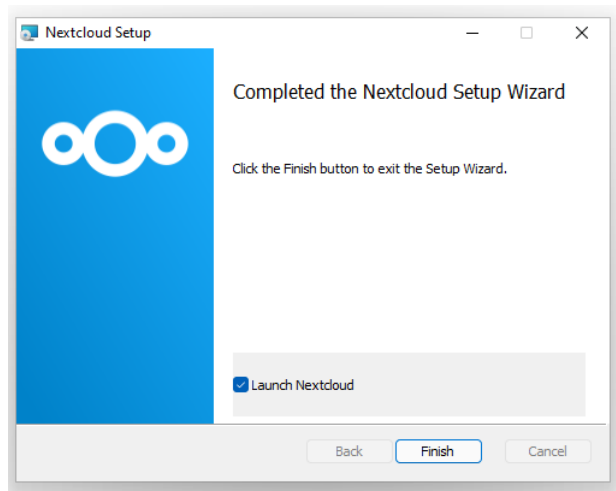 Nextcloud Setup
Completed the Nextcloud Setup Wizard
Click the Finish button to exit the Setup Wizard.
Launch Nextcloud
Back Finish Cancel